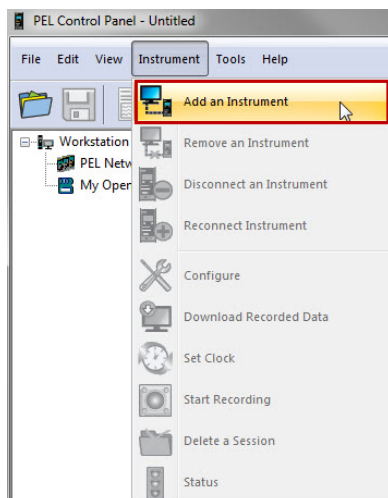 PEL Control Panel - Untitled
File Edit View Instrument Tools Help
Add an Instrument
Workstation
Remove an Instrument
PEL Netw
My Oper
Disconnect an Instrument
Reconnect Instrument
Configure
Download Recorded Data
Set Clock
Start Recording
Delete a Session
Status